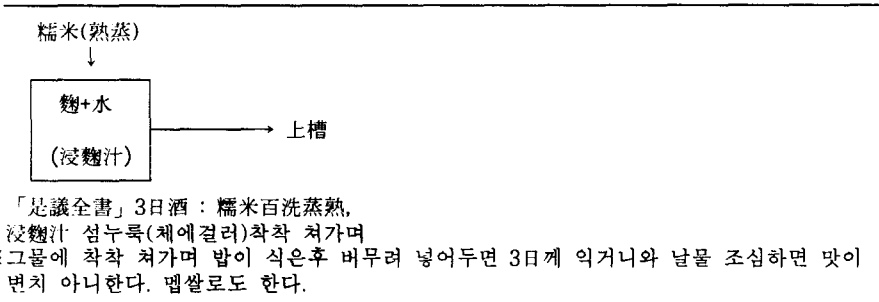 糯米(熟蒸)
↓
麴+水
→ 上槽
(浸麴汁)
「是議全書」3日酒 : 糯米百洗蒸熟,
浸麴汁 섬누룩(체에걸러)착착 쳐가며
그물에 착착 쳐가며 밥이 식은후 버무려 넣어두면 3日께 익거니와 날물 조심하면 맛이
변치 아니한다. 멥쌀로도 한다.